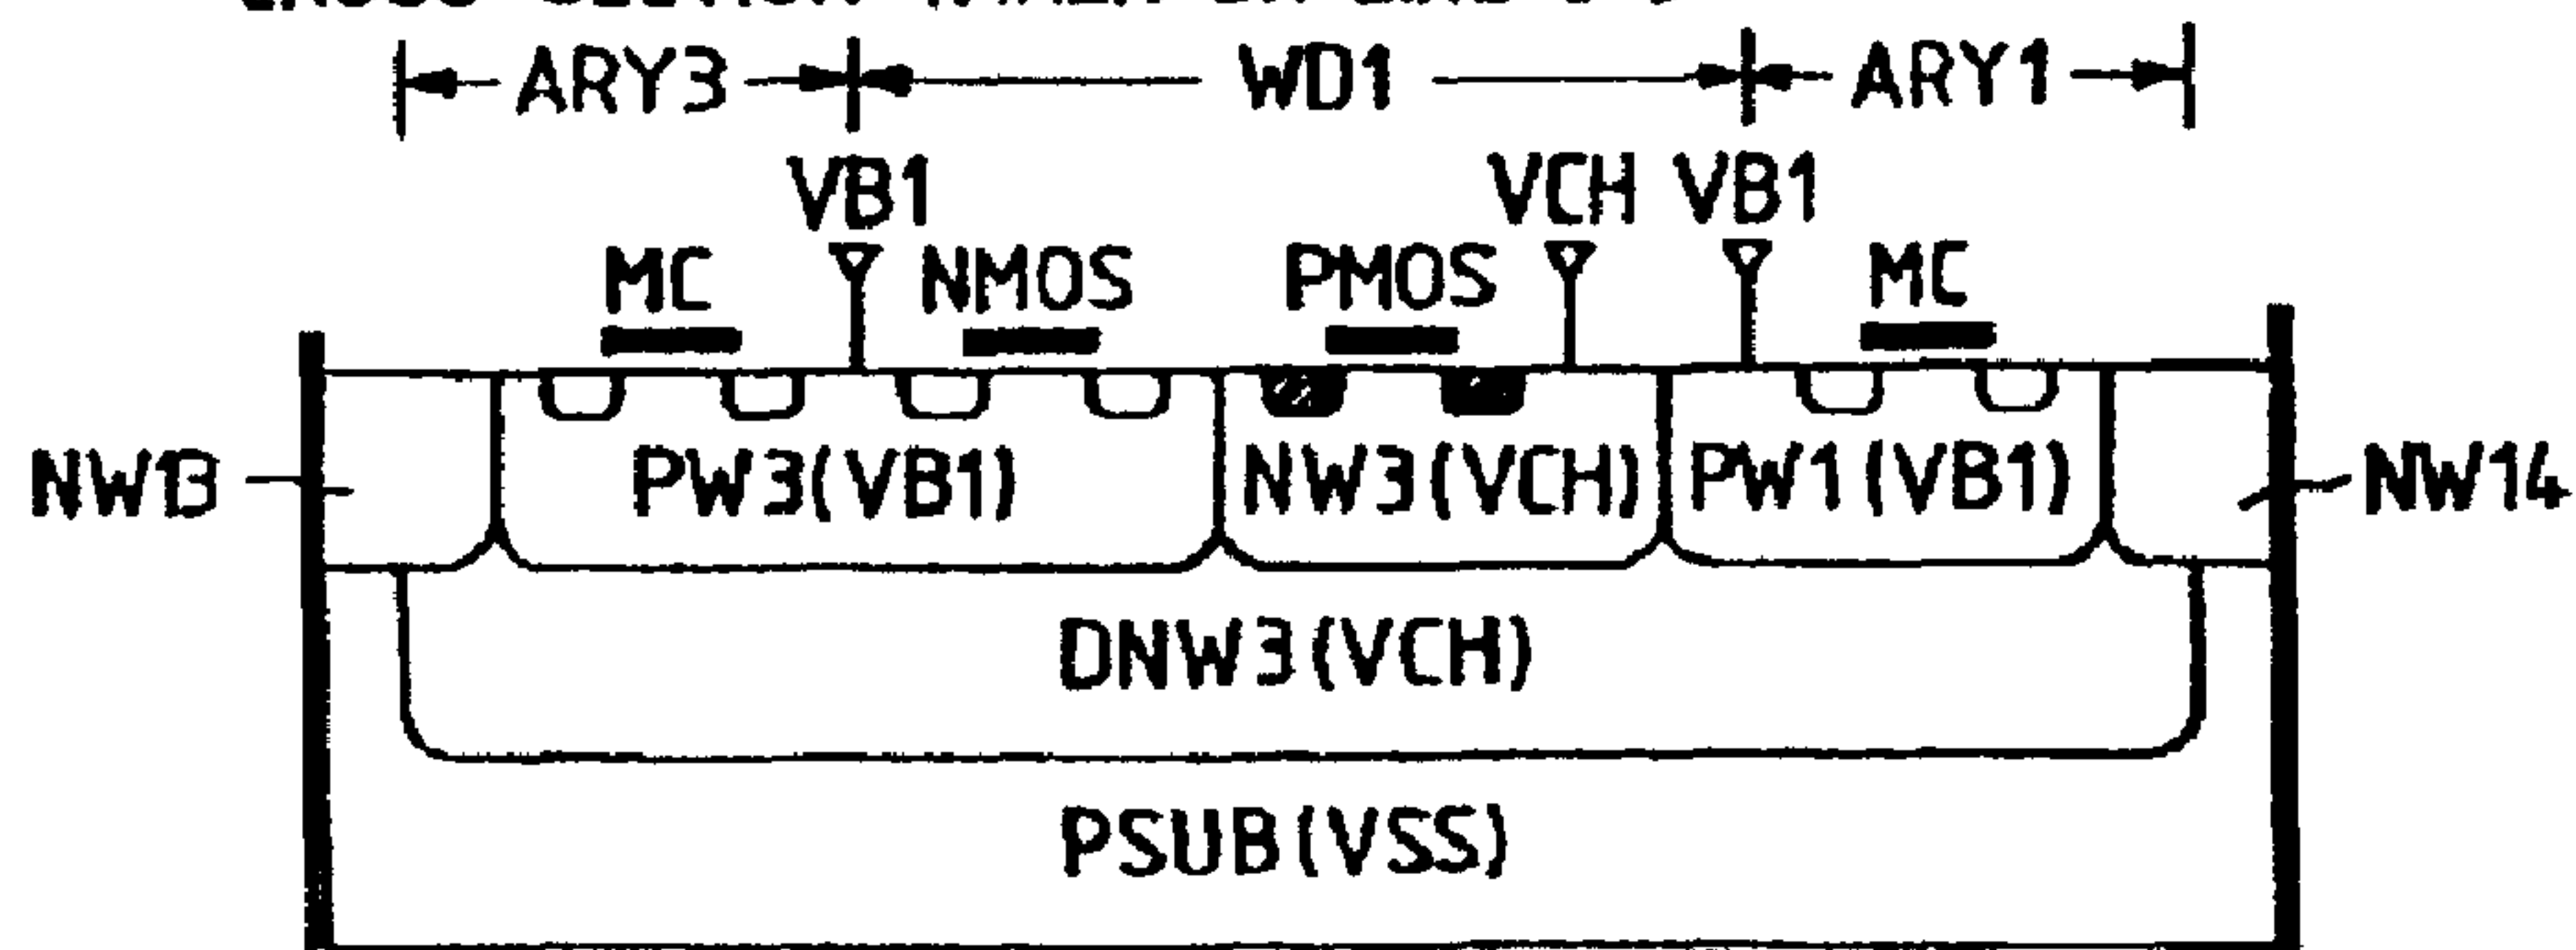 ARY3 WD1 ARY1
VB1 VCH VB1
MC NMOS PMOS MC
NW13 PW3(VB1) NW3(VCH) PW1(VB1) NW14
DNW3(VCH)
PSUB(VSS)